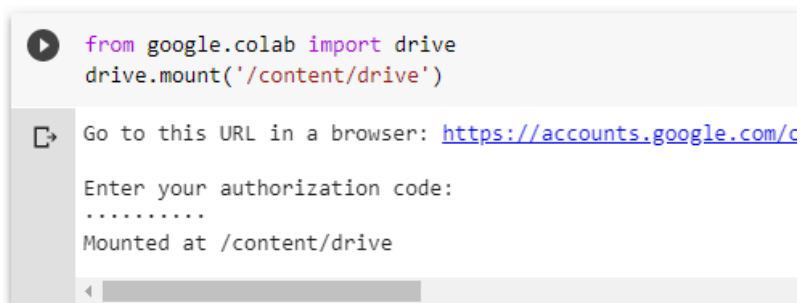 from google.colab import drive
drive.mount('/content/drive')
Go to this URL in a browser: https://accounts.google.com/o
Enter your authorization code:
..........
Mounted at /content/drive